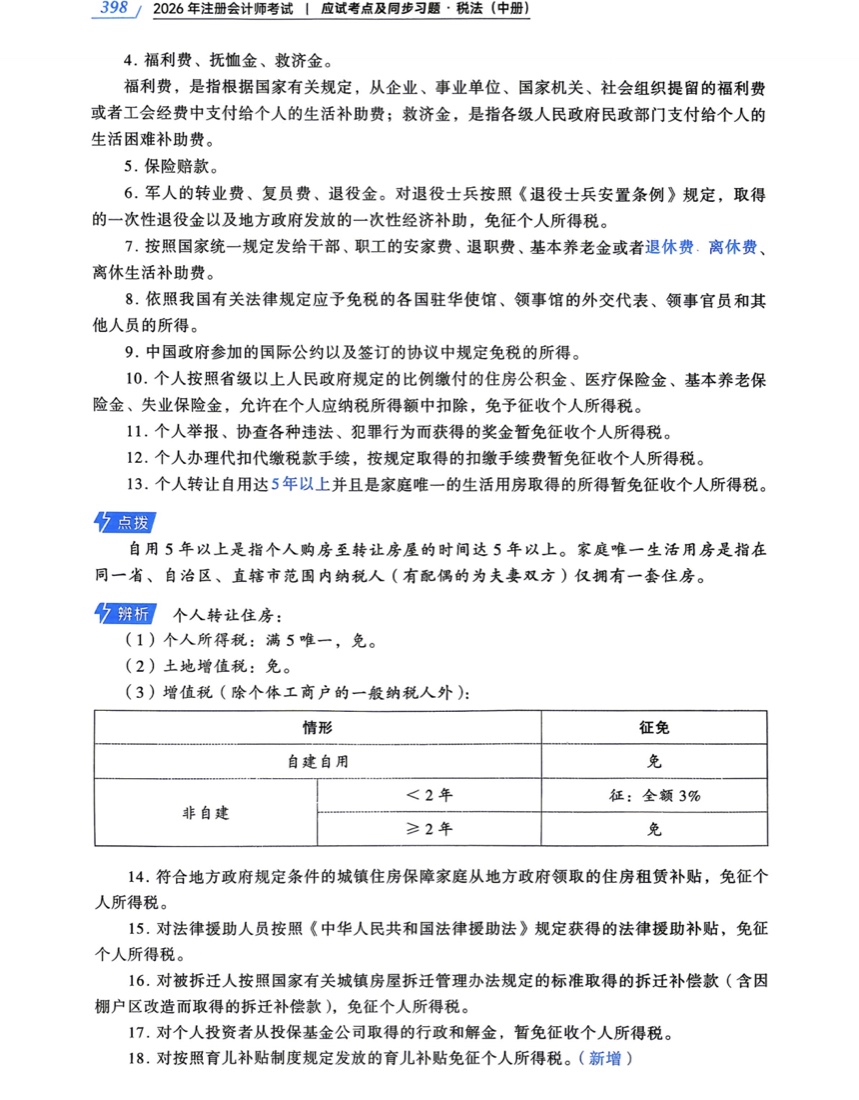 398 2026 年注册会计师考试 | 应试考点及同步习题·税法（中册）
4. 福利费、抚恤金、救济金。
福利费，是指根据国家有关规定，从企业、事业单位、国家机关、社会组织提留的福利费
或者工会经费中支付给个人的生活补助费；救济金，是指各级人民政府民政部门支付给个人的
生活困难补助费。
5. 保险赔款。
6. 军人的转业费、复员费、退役金。对退役士兵按照《退役士兵安置条例》规定，取得
的一次性退役金以及地方政府发放的一次性经济补助，免征个人所得税。
7. 按照国家统一规定发给干部、职工的安家费、退职费、基本养老金或者退休费、离休费、
离休生活补助费。
8. 依照我国有关法律规定应予免税的各国驻华使馆、领事馆的外交代表、领事官员和其
他人员的所得。
9. 中国政府参加的国际公约以及签订的协议中规定免税的所得。
10. 个人按照省级以上人民政府规定的比例缴付的住房公积金、医疗保险金、基本养老保
险金、失业保险金，允许在个人应纳税所得额中扣除，免予征收个人所得税。
11. 个人举报、协查各种违法、犯罪行为而获得的奖金暂免征收个人所得税。
12. 个人办理代扣代缴税款手续，按规定取得的扣缴手续费暂免征收个人所得税。
13. 个人转让自用达5年以上并且是家庭唯一的生活用房取得的所得暂免征收个人所得税。
点拨
自用 5 年以上是指个人购房至转让房屋的时间达 5 年以上。家庭唯一生活用房是指在
同一省、自治区、直辖市范围内纳税人（有配偶的为夫妻双方）仅拥有一套住房。
辨析 个人转让住房：
（1）个人所得税：满 5 唯一，免。
（2）土地增值税：免。
（3）增值税（除个体工商户的一般纳税人外）：
情形 征免
自建自用 免
非自建 ＜2 年 征：全额 3%
≥2 年 免
14. 符合地方政府规定条件的城镇住房保障家庭从地方政府领取的住房租赁补贴，免征个
人所得税。
15. 对法律援助人员按照《中华人民共和国法律援助法》规定获得的法律援助补贴，免征
个人所得税。
16. 对被拆迁人按照国家有关城镇房屋拆迁管理办法规定的标准取得的拆迁补偿款（含因
棚户区改造而取得的拆迁补偿款），免征个人所得税。
17. 对个人投资者从投保基金公司取得的行政和解金，暂免征收个人所得税。
18. 对按照育儿补贴制度规定发放的育儿补贴免征个人所得税。（新增）